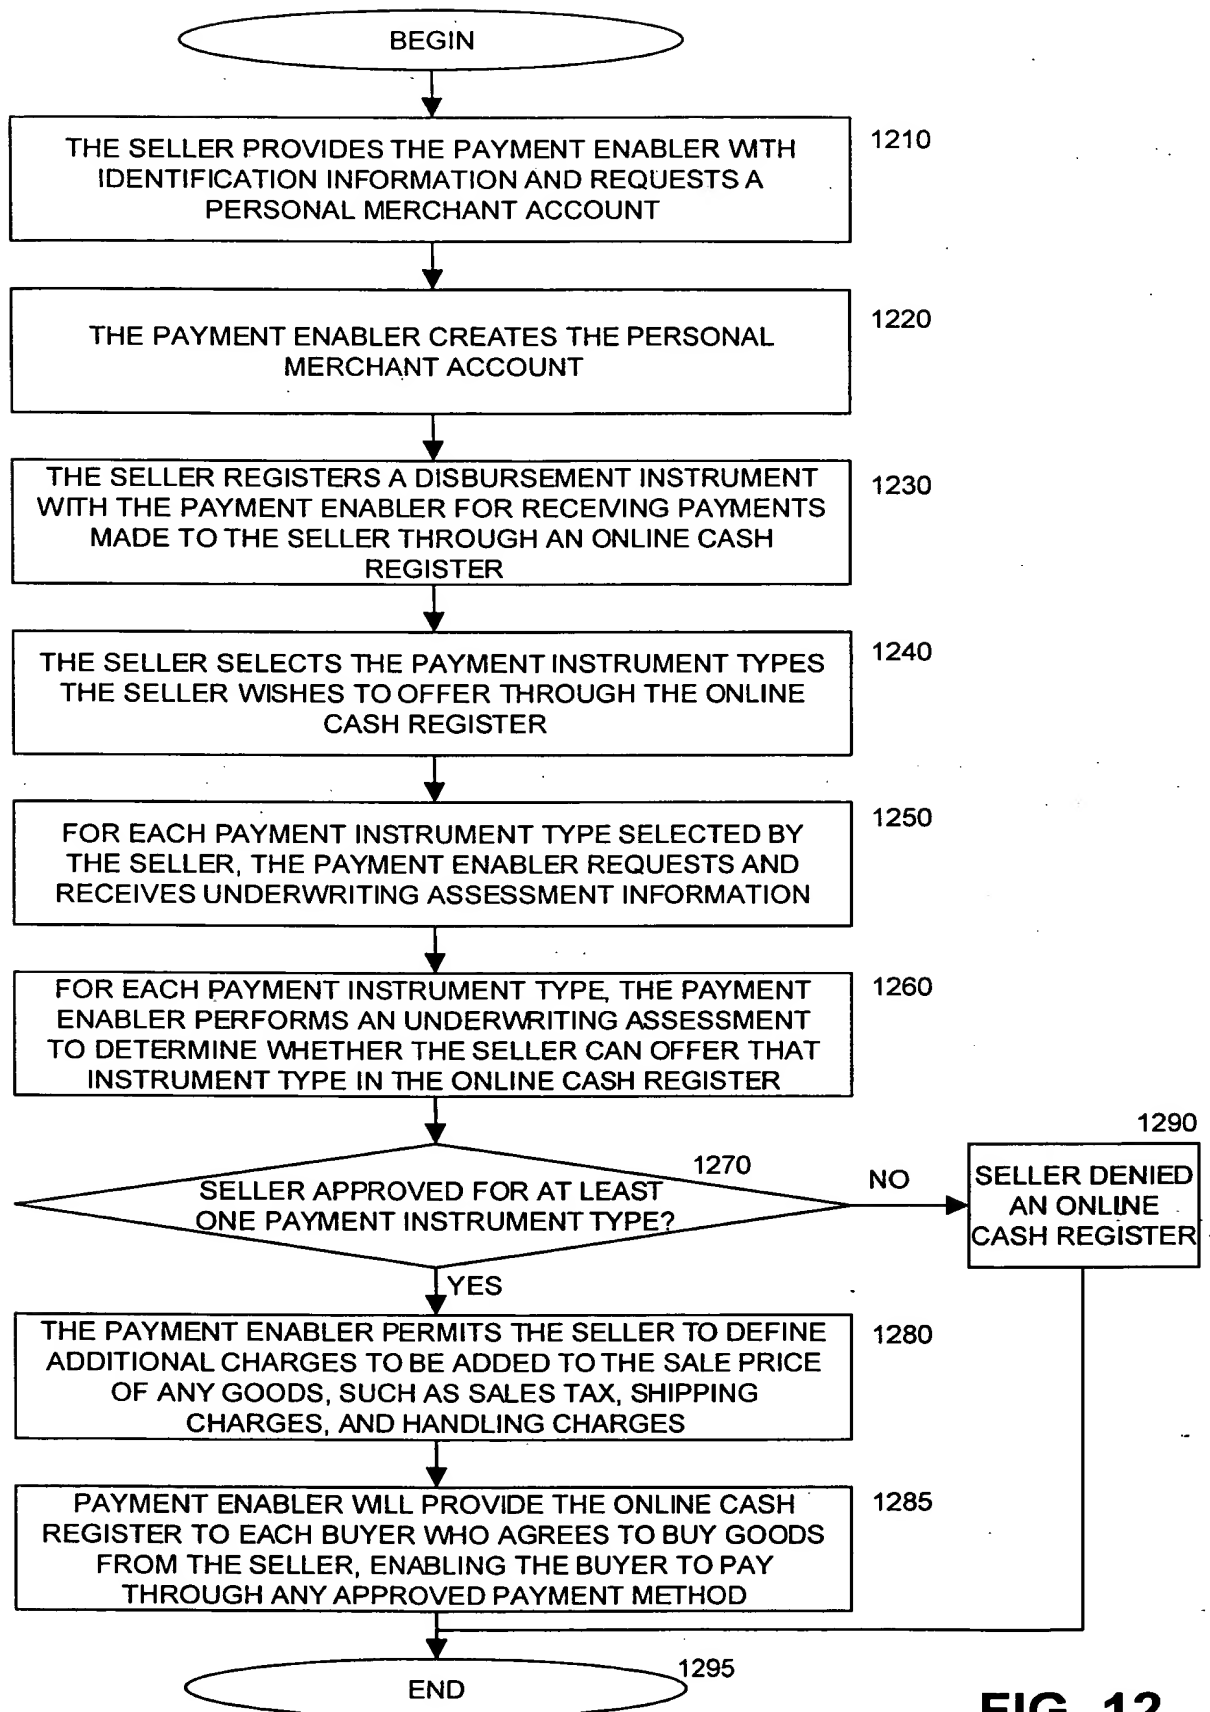 BEGIN
THE SELLER PROVIDES THE PAYMENT ENABLER WITH
IDENTIFICATION INFORMATION AND REQUESTS A
PERSONAL MERCHANT ACCOUNT
1210
THE PAYMENT ENABLER CREATES THE PERSONAL
MERCHANT ACCOUNT
1220
THE SELLER REGISTERS A DISBURSEMENT INSTRUMENT
WITH THE PAYMENT ENABLER FOR RECEIVING PAYMENTS
MADE TO THE SELLER THROUGH AN ONLINE CASH
REGISTER
1230
THE SELLER SELECTS THE PAYMENT INSTRUMENT TYPES
THE SELLER WISHES TO OFFER THROUGH THE ONLINE
CASH REGISTER
1240
FOR EACH PAYMENT INSTRUMENT TYPE SELECTED BY
THE SELLER, THE PAYMENT ENABLER REQUESTS AND
RECEIVES UNDERWRITING ASSESSMENT INFORMATION
1250
FOR EACH PAYMENT INSTRUMENT TYPE, THE PAYMENT
ENABLER PERFORMS AN UNDERWRITING ASSESSMENT
TO DETERMINE WHETHER THE SELLER CAN OFFER THAT
INSTRUMENT TYPE IN THE ONLINE CASH REGISTER
1260
SELLER APPROVED FOR AT LEAST
ONE PAYMENT INSTRUMENT TYPE?
1270
NO
1290
SELLER DENIED
AN ONLINE
CASH REGISTER
YES
THE PAYMENT ENABLER PERMITS THE SELLER TO DEFINE
ADDITIONAL CHARGES TO BE ADDED TO THE SALE PRICE
OF ANY GOODS, SUCH AS SALES TAX, SHIPPING
CHARGES, AND HANDLING CHARGES
1280
PAYMENT ENABLER WILL PROVIDE THE ONLINE CASH
REGISTER TO EACH BUYER WHO AGREES TO BUY GOODS
FROM THE SELLER, ENABLING THE BUYER TO PAY
THROUGH ANY APPROVED PAYMENT METHOD
1285
END
1295
FIG. 12